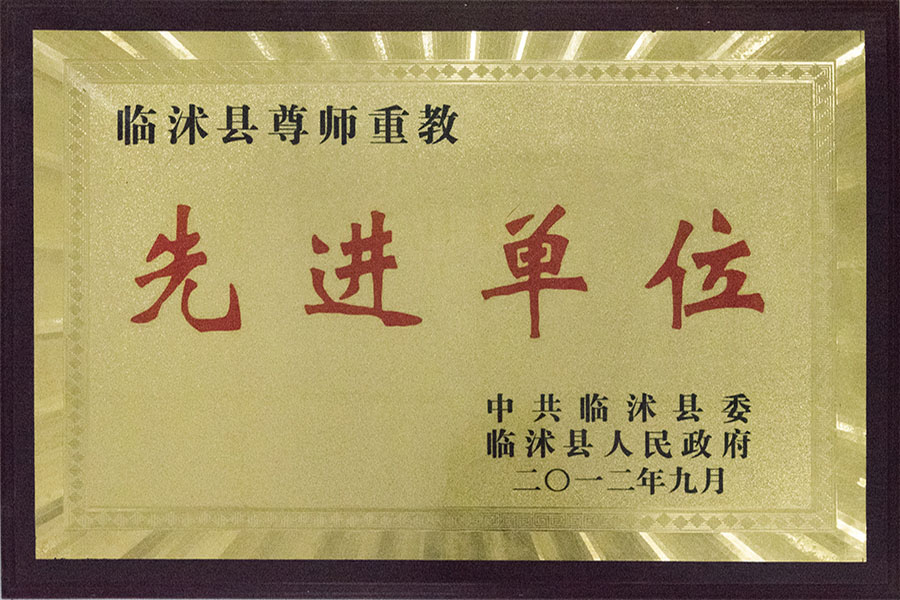 临沭县尊师重教
先进单位
中共临沭县委
临沭县人民政府
二〇一二年九月